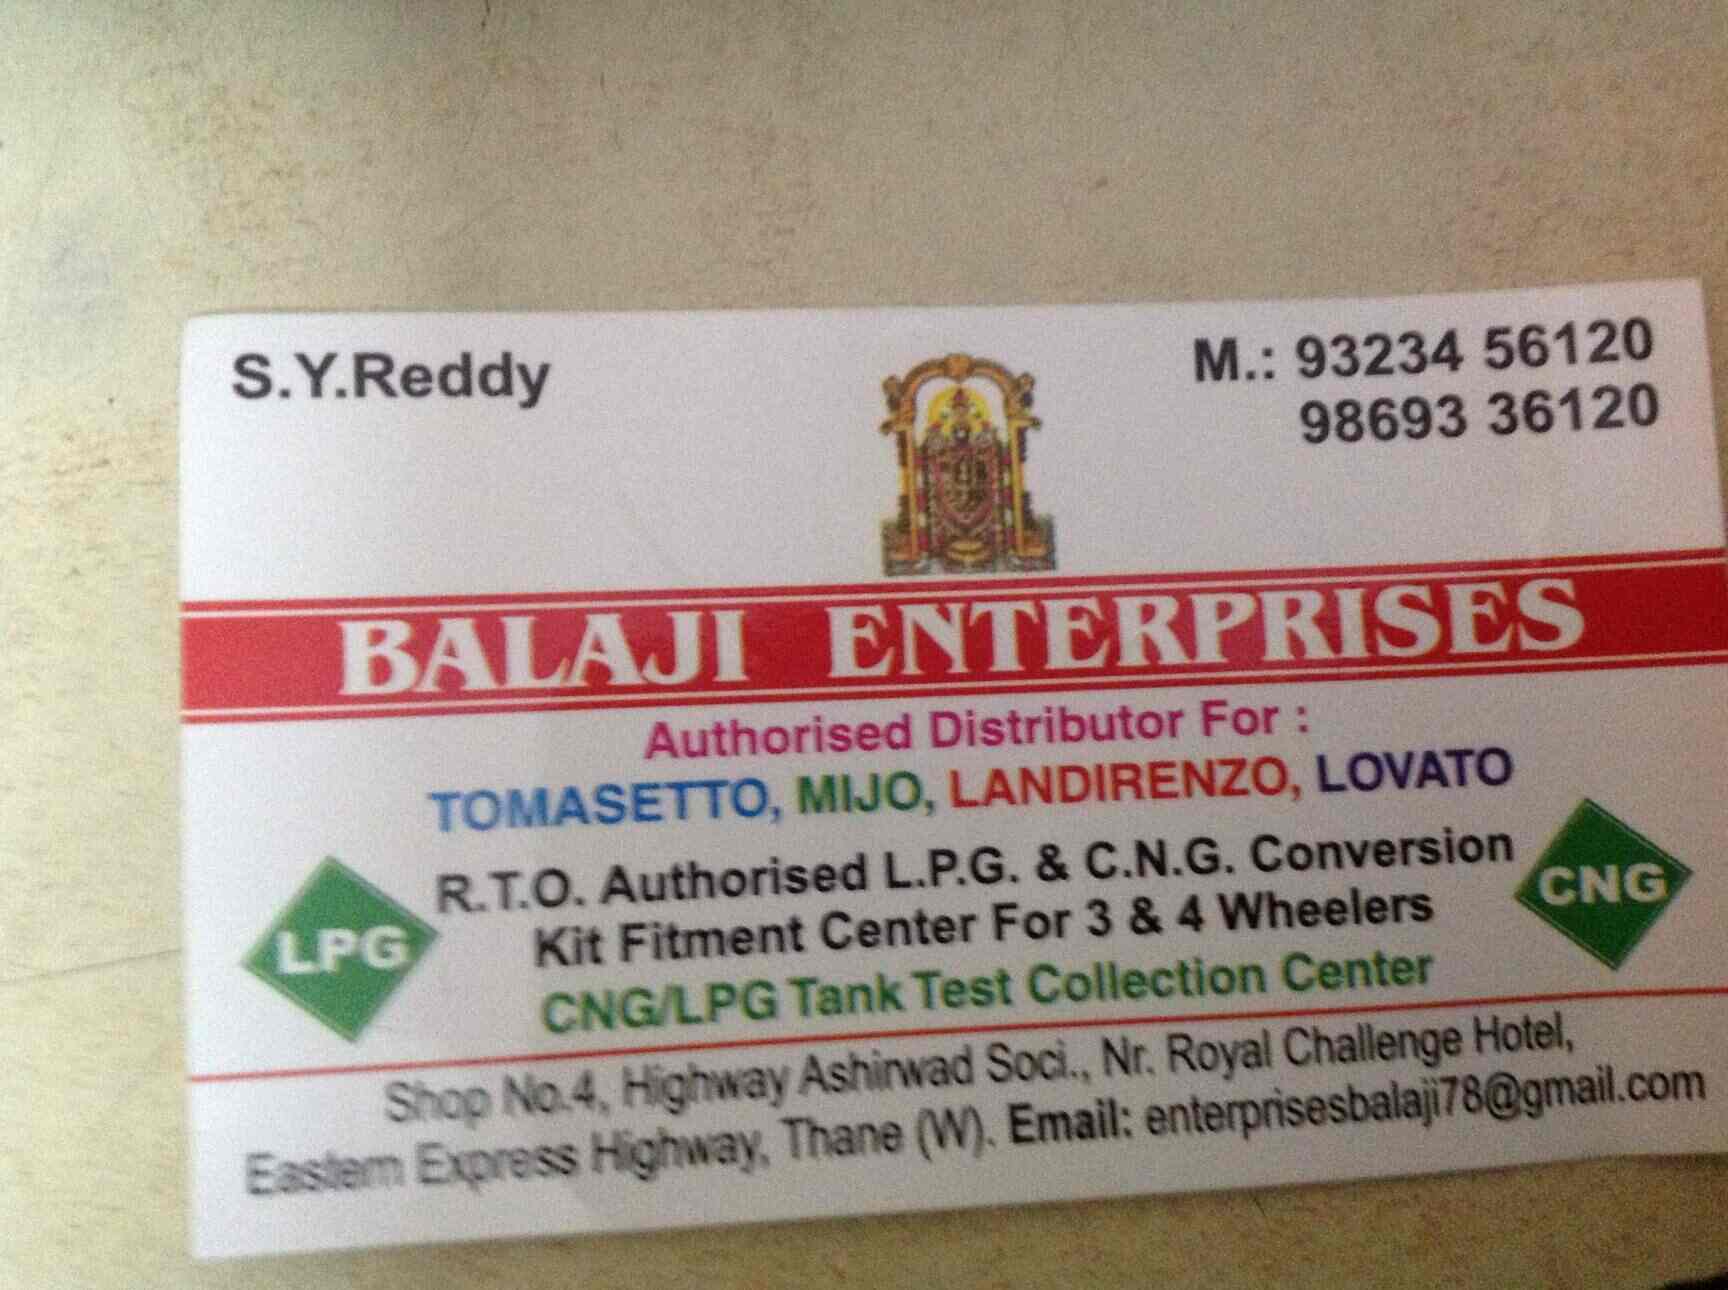 S.Y.Reddy
M.: 93234 56120
98693 36120
BALAJI ENTERPRISES
Authorised Distributor For :
TOMASETTO, MIJO, LANDIRENZO, LOVATO
LPG
R.T.O. Authorised L.P.G. & C.N.G. Conversion
Kit Fitment Center For 3 & 4 Wheelers
CNG
CNG/LPG Tank Test Collection Center
Shop No.4, Highway Ashirwad Soci., Nr. Royal Challenge Hotel,
Eastern Express Highway, Thane (W). Email: enterprisesbalaji78@gmail.com